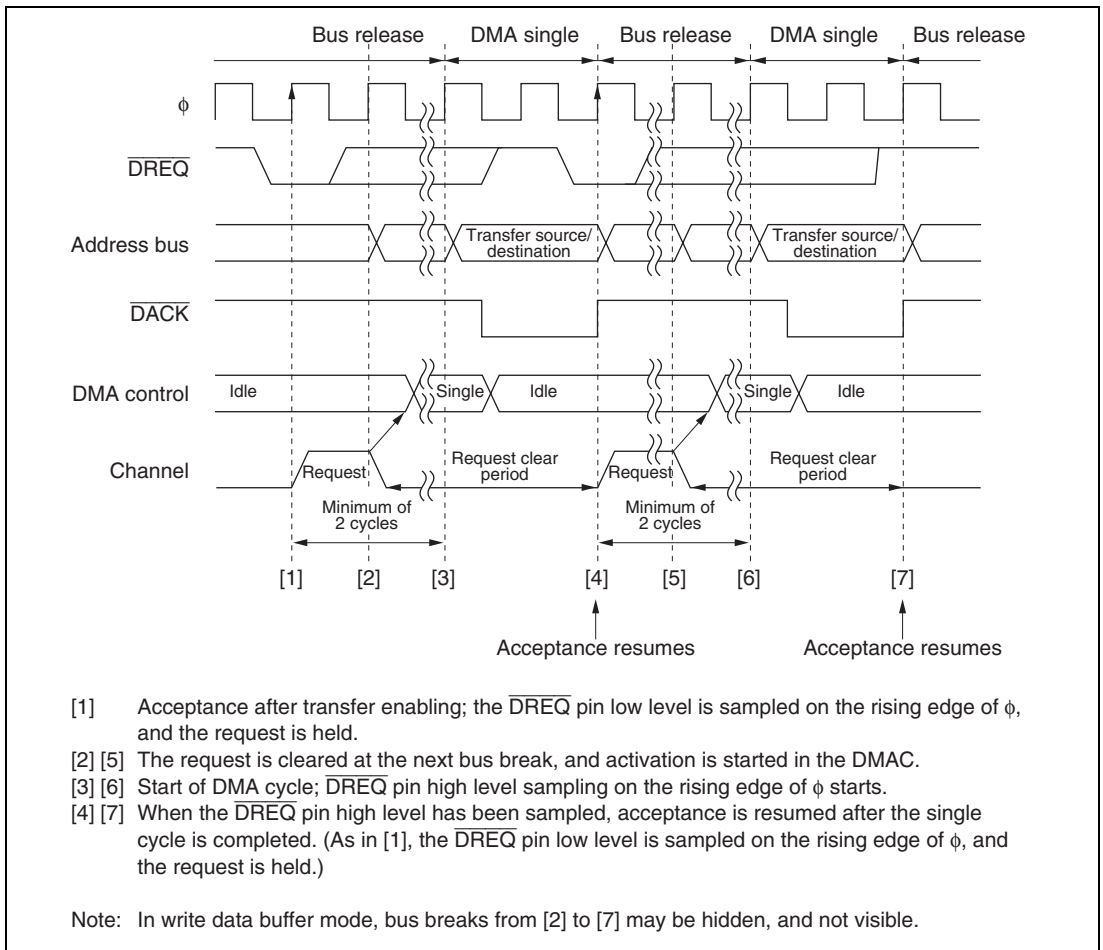 Bus release DMA single Bus release DMA single Bus release
φ
DREQ
Address bus
Transfer source/
destination
Transfer source/
destination
DACK
DMA control
Idle Single Idle Single Idle
Channel
Request
Request clear
period
Request
Request clear
period
Minimum of
2 cycles
Minimum of
2 cycles
[1] [2] [3] [4] [5] [6] [7]
Acceptance resumes Acceptance resumes
[1] Acceptance after transfer enabling; the DREQ pin low level is sampled on the rising edge of φ,
and the request is held.
[2] [5] The request is cleared at the next bus break, and activation is started in the DMAC.
[3] [6] Start of DMA cycle; DREQ pin high level sampling on the rising edge of φ starts.
[4] [7] When the DREQ pin high level has been sampled, acceptance is resumed after the single
cycle is completed. (As in [1], the DREQ pin low level is sampled on the rising edge of φ, and
the request is held.)
Note: In write data buffer mode, bus breaks from [2] to [7] may be hidden, and not visible.